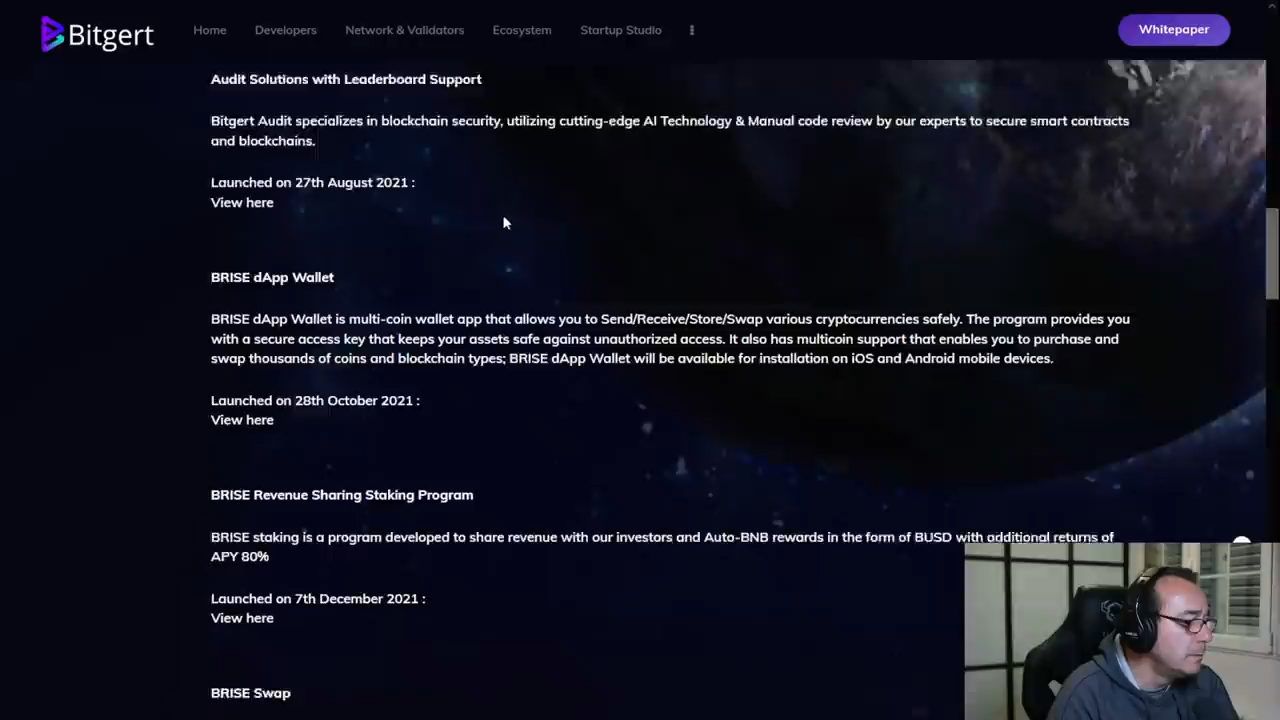 Bitgert
Home
Developers
Network & Validators
Ecosystem
Startup Studio
Whitepaper
Audit Solutions with Leaderboard Support
Bitgert Audit specializes in blockchain security, utilizing cutting-edge AI Technology & Manual code review by our experts to secure smart contracts
and blockchains.
Launched on 27th August 2021 :
View here
BRISE dApp Wallet
BRISE dApp Wallet is multi-coin wallet app that allows you to Send/Receive/Store/Swap various cryptocurrencies safely. The program provides you
with a secure access key that keeps your assets safe against unauthorized access. It also has multicoin support that enables you to purchase and
swap thousands of coins and blockchain types; BRISE dApp Wallet will be available for installation on iOS and Android mobile devices.
Launched on 28th October 2021 :
View here
BRISE Revenue Sharing Staking Program
BRISE staking is a program developed to share revenue with our investors and Auto-BNB rewards in the form of BUSD with additional returns of
APY 80%
Launched on 7th December 2021 :
View here
BRISE Swap